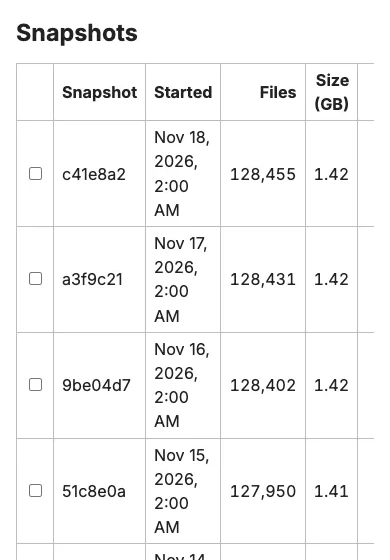 Snapshots
Snapshot Started Files Size (GB)
c41e8a2 Nov 18, 2026, 2:00 AM 128,455 1.42
a3f9c21 Nov 17, 2026, 2:00 AM 128,431 1.42
9be04d7 Nov 16, 2026, 2:00 AM 128,402 1.42
51c8e0a Nov 15, 2026, 2:00 AM 127,950 1.41
Nov 14